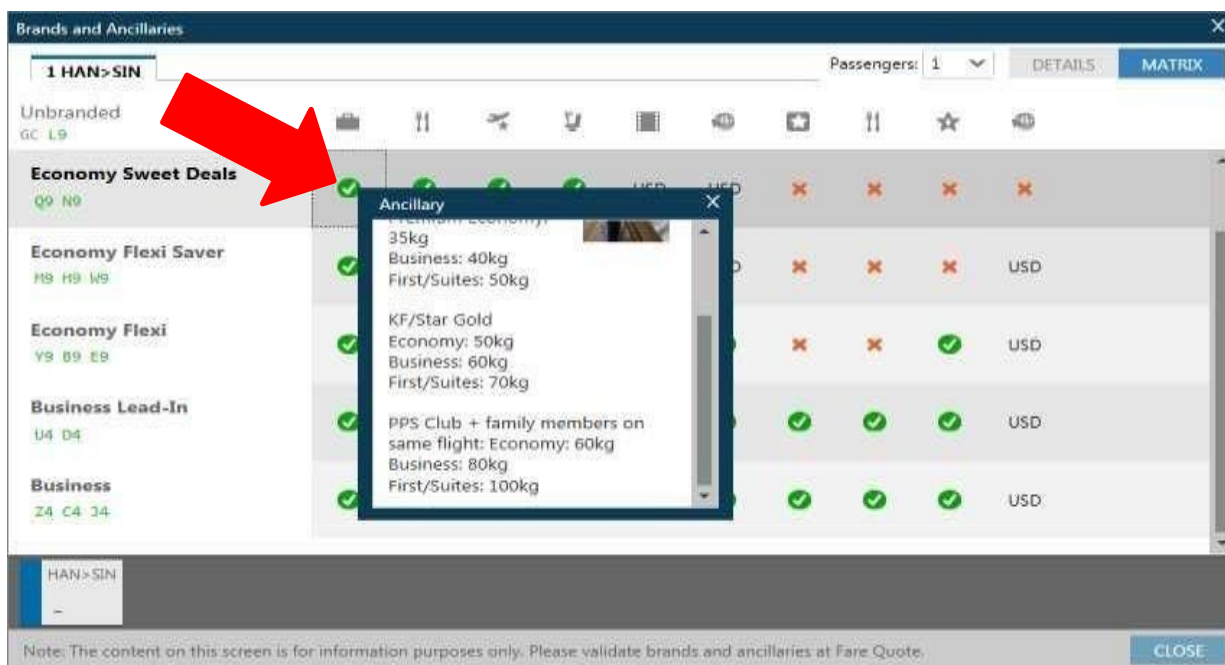 Brands and Ancillaries X
1 HAN>SIN
Passengers: 1
DETAILS
MATRIX
Unbranded
GC L9
Economy Sweet Deals
Q9 N9
USD USD
Ancillary X
Premium Economy:
35kg
Business: 40kg
First/Suites: 50kg
KF/Star Gold
Economy: 50kg
Business: 60kg
First/Suites: 70kg
PPS Club + family members on
same flight: Economy: 60kg
Business: 80kg
First/Suites: 100kg
Economy Flexi Saver
M9 H9 W9
USD
Economy Flexi
Y9 B9 E9
USD
Business Lead-In
U4 D4
USD
Business
Z4 C4 J4
USD
HAN>SIN
–
Note: The content on this screen is for information purposes only. Please validate brands and ancillaries at Fare Quote.
CLOSE